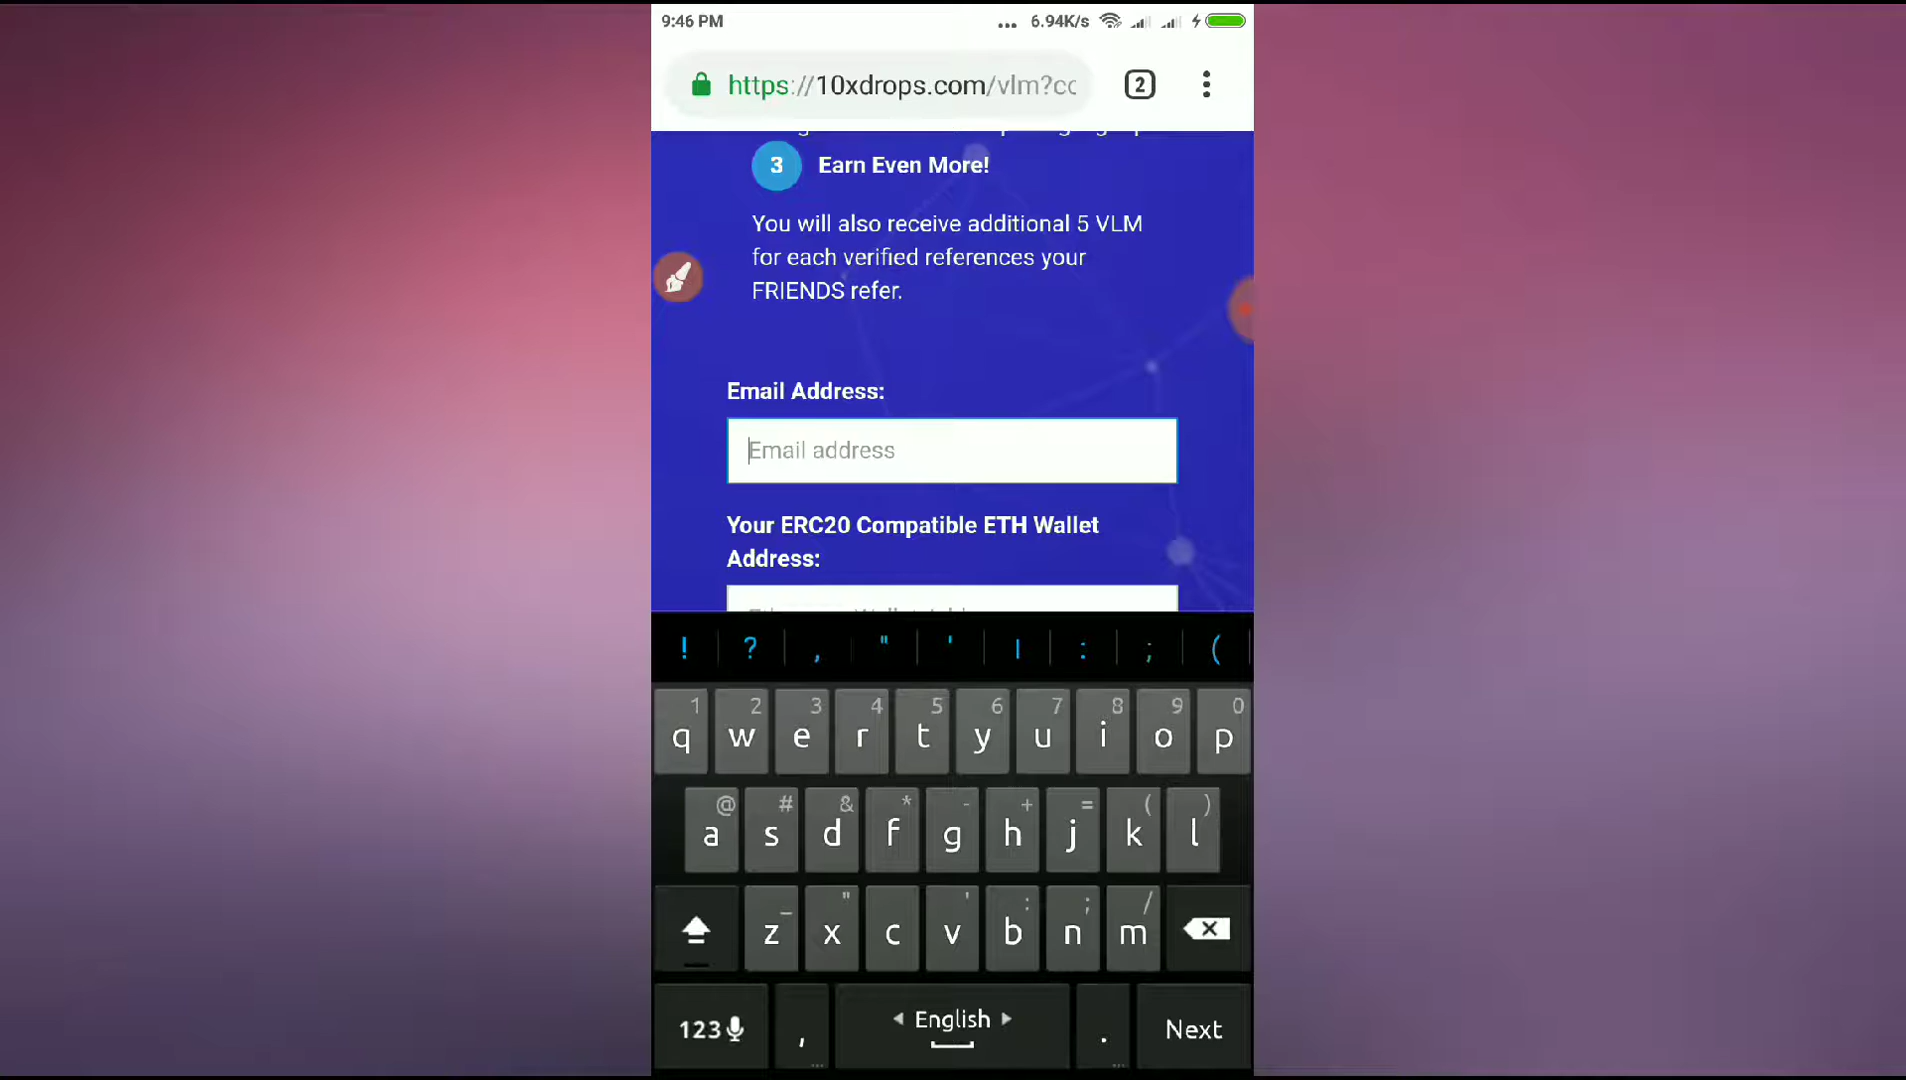 9:46 PM ... 6.94K/s
https://10xdrops.com/vlm?cc 2
3 Earn Even More!
You will also receive additional 5 VLM
for each verified references your
FRIENDS refer.
Email Address:
Email address
Your ERC20 Compatible ETH Wallet
Address:
! ? , " ' | : ; (
1 2 3 4 5 6 7 8 9 0
q w e r t y u i o p
@ # & * - + = ( )
a s d f g h j k l
_ " ' : ; /
z x c v b n m
123 , English . Next